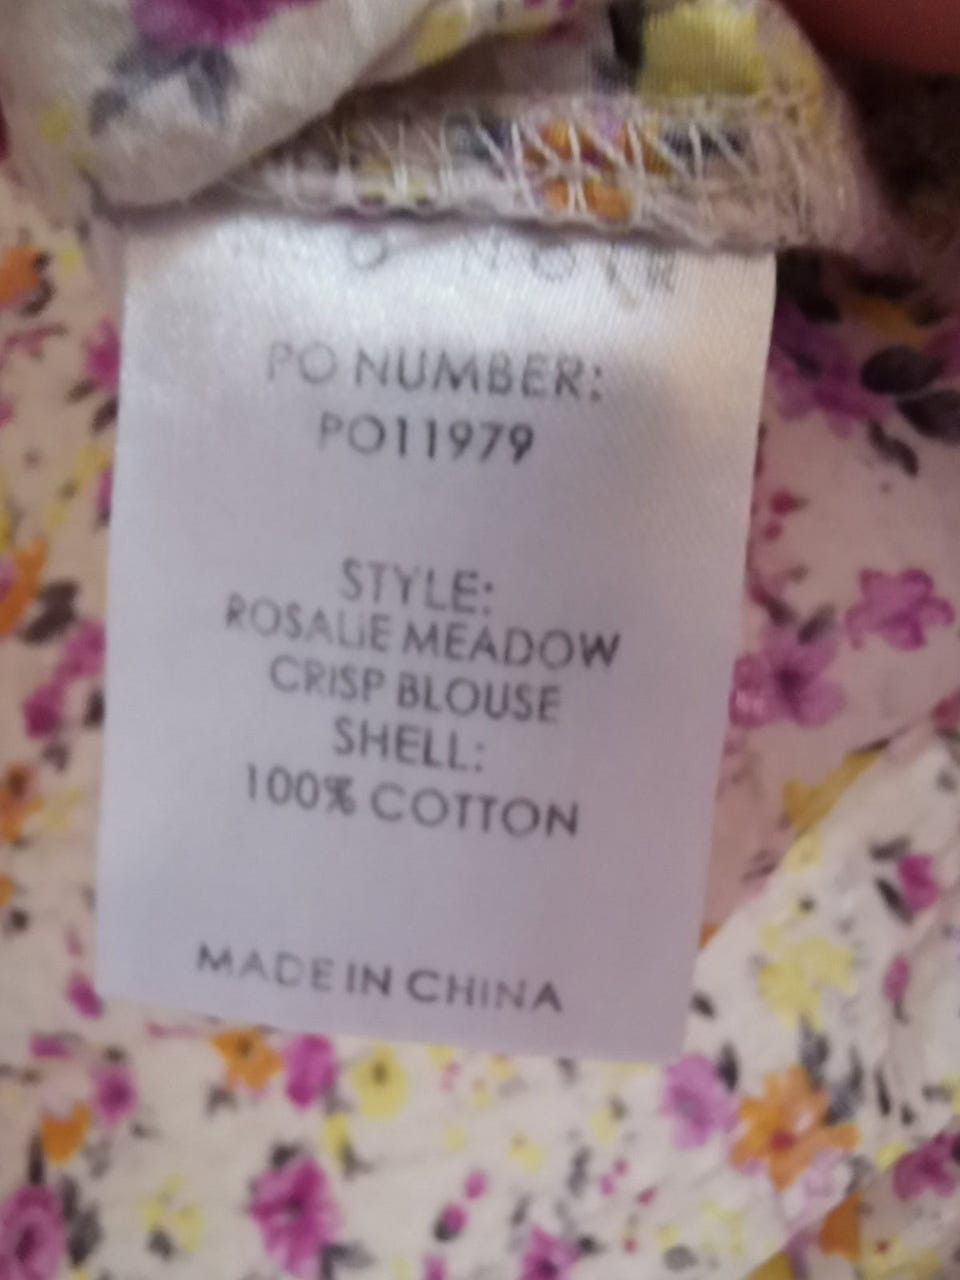 PO NUMBER:
PO11979
STYLE:
ROSALIE MEADOW
CRISP BLOUSE
SHELL:
100% COTTON
MADE IN CHINA